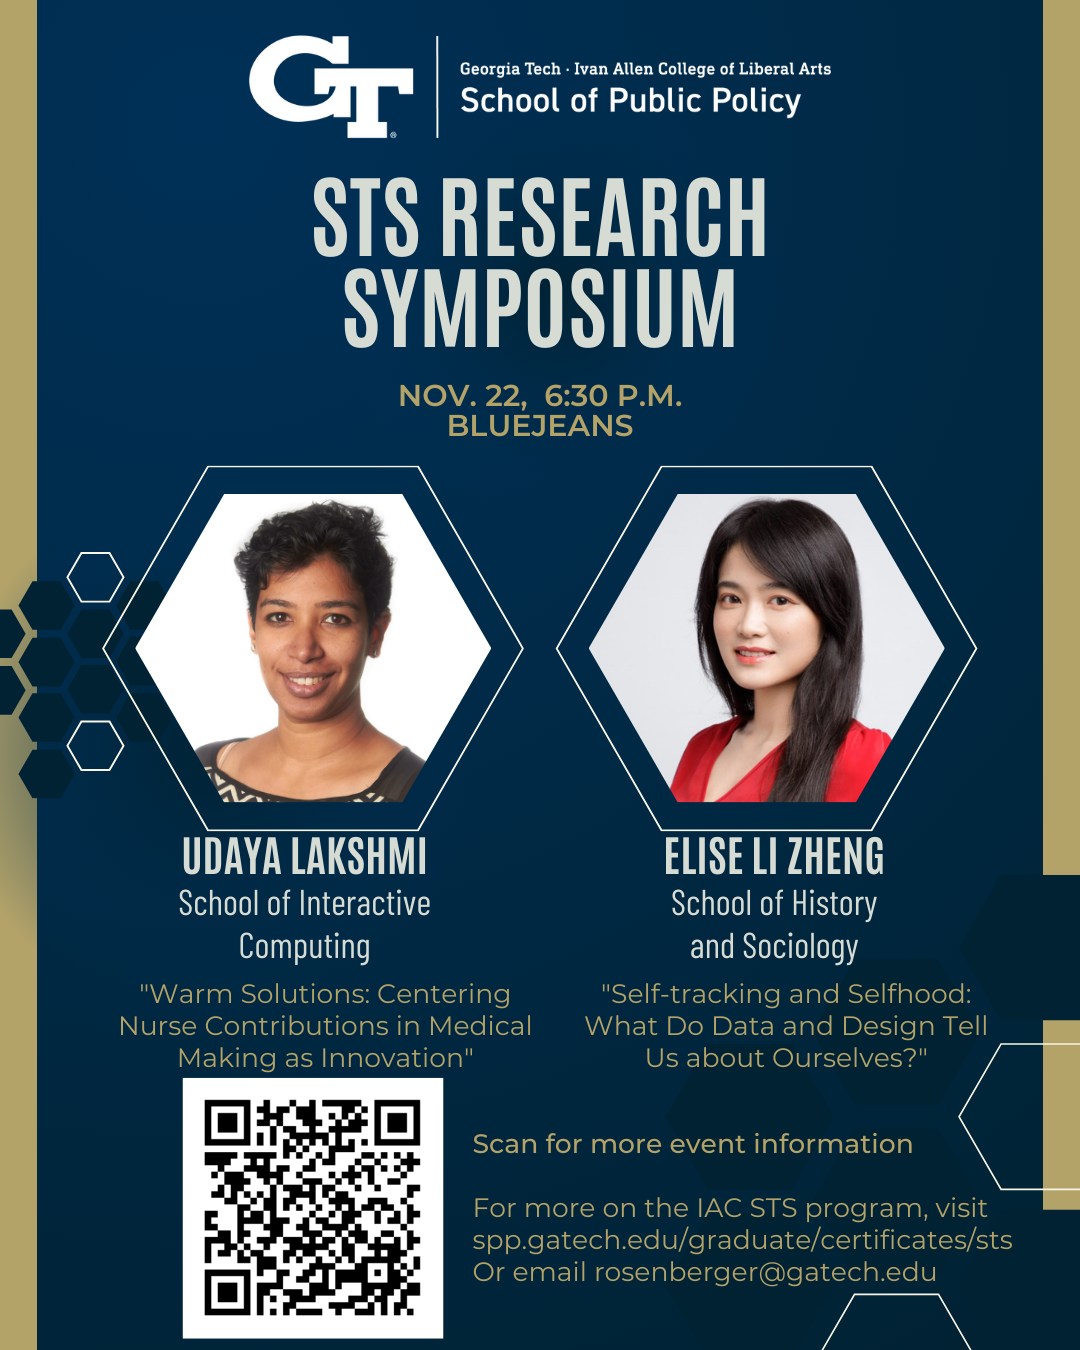 GT
Georgia Tech · Ivan Allen College of Liberal Arts
School of Public Policy
STS RESEARCH
SYMPOSIUM
NOV. 22, 6:30 P.M.
BLUEJEANS
UDAYA LAKSHMI
School of Interactive
Computing
"Warm Solutions: Centering
Nurse Contributions in Medical
Making as Innovation"
ELISE LI ZHENG
School of History
and Sociology
"Self-tracking and Selfhood:
What Do Data and Design Tell
Us about Ourselves?"
Scan for more event information
For more on the IAC STS program, visit
spp.gatech.edu/graduate/certificates/sts
Or email rosenberger@gatech.edu